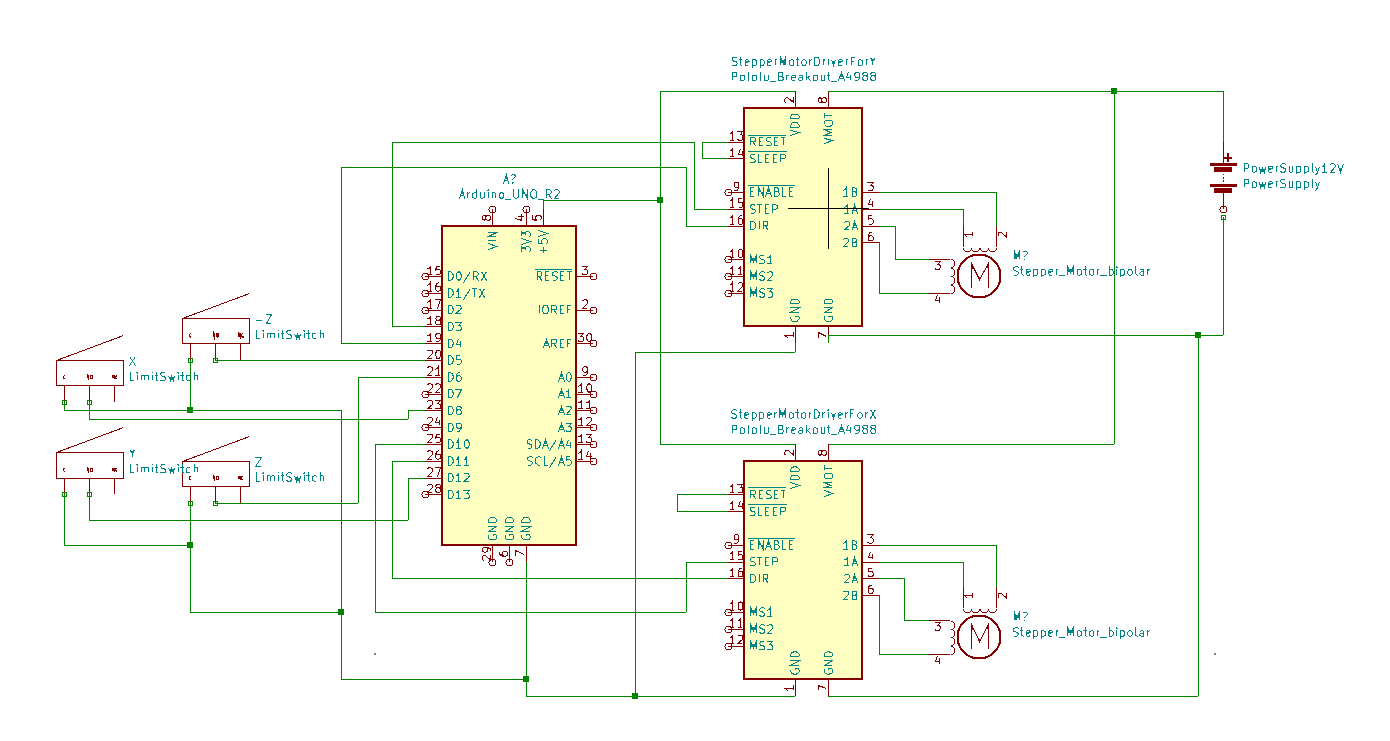 StepperMotorDriverForY
Pololu_Breakout_A4988
2
VDD
8
VMOT
13
RESET
14
SLEEP
9
ENABLE
15
STEP
16
DIR
10
MS1
11
MS2
12
MS3
1B
3
1A
4
2A
5
2B
6
GND
1
GND
7
1
2
3
4
M
M?
Stepper_Motor_bipolar
+
PowerSupply12V
PowerSupply
A?
Arduino_UNO_R2
8
VIN
4
3V3
5
+5V
15
D0/RX
16
D1/TX
17
D2
18
D3
19
D4
20
D5
21
D6
22
D7
23
D8
24
D9
25
D10
26
D11
27
D12
28
D13
RESET
3
IOREF
2
AREF
30
A0
9
A1
10
A2
11
A3
12
SDA/A4
13
SCL/A5
14
GND
29
GND
6
GND
7
-Z
LimitSwitch
X
LimitSwitch
Y
LimitSwitch
Z
LimitSwitch
StepperMotorDriverForX
Pololu_Breakout_A4988
2
VDD
8
VMOT
13
RESET
14
SLEEP
9
ENABLE
15
STEP
16
DIR
10
MS1
11
MS2
12
MS3
1B
3
1A
4
2A
5
2B
6
GND
1
GND
7
1
2
3
4
M
M?
Stepper_Motor_bipolar